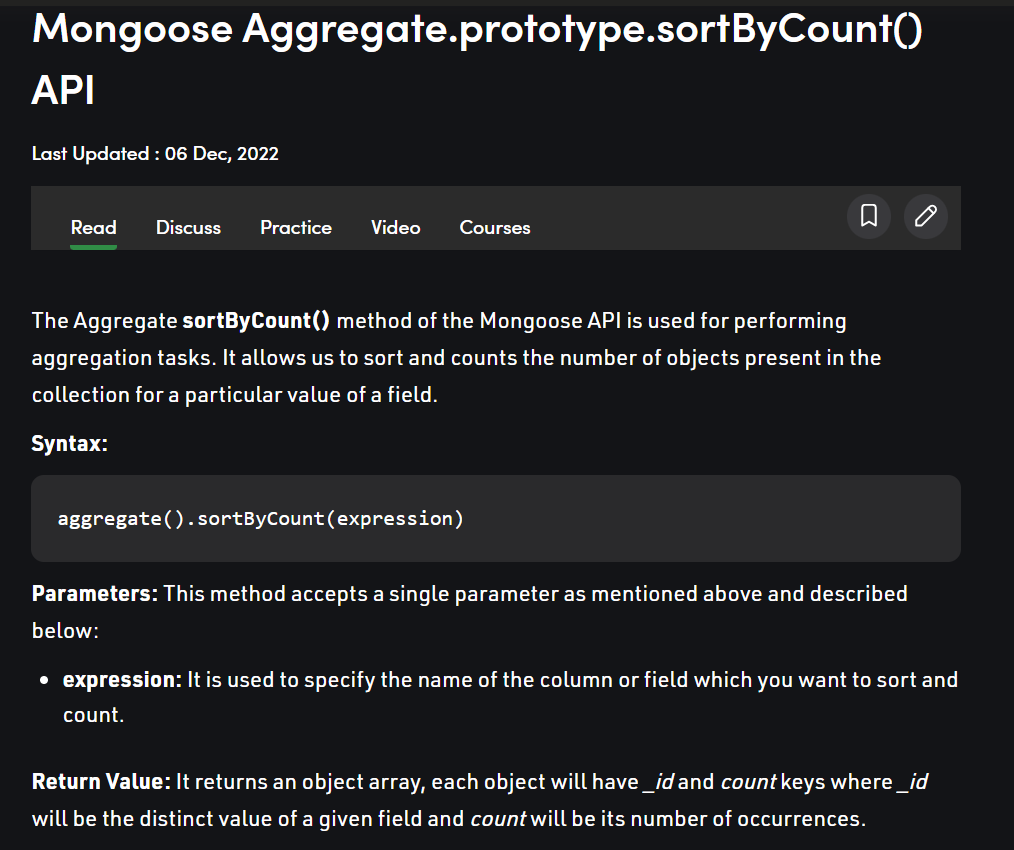 Mongoose Aggregate.prototype.sortByCount()
API
Last Updated : 06 Dec, 2022
Read Discuss Practice Video Courses
The Aggregate sortByCount() method of the Mongoose API is used for performing
aggregation tasks. It allows us to sort and counts the number of objects present in the
collection for a particular value of a field.
Syntax:
aggregate().sortByCount(expression)
Parameters: This method accepts a single parameter as mentioned above and described
below:
• expression: It is used to specify the name of the column or field which you want to sort and
count.
Return Value: It returns an object array, each object will have _id and count keys where _id
will be the distinct value of a given field and count will be its number of occurrences.